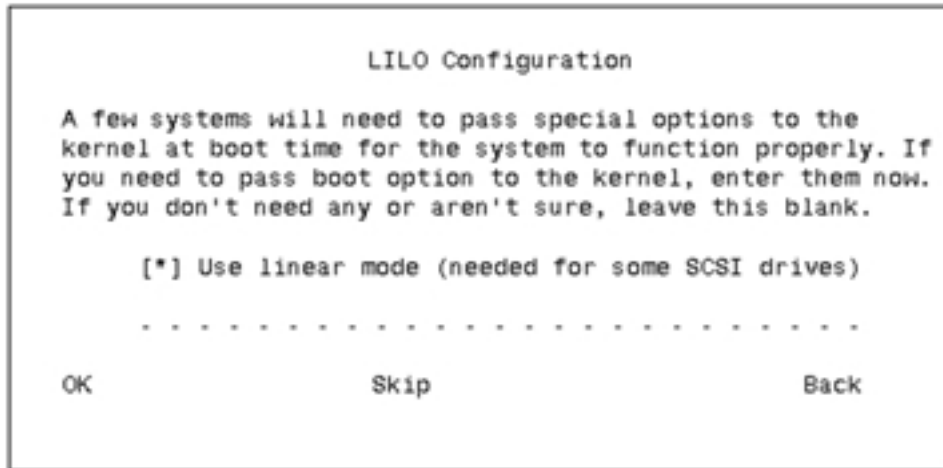 LILO Configuration
A few systems will need to pass special options to the
kernel at boot time for the system to function properly. If
you need to pass boot option to the kernel, enter them now.
If you don't need any or aren't sure, leave this blank.
[*] Use linear mode (needed for some SCSI drives)
- - - - - - - - - - - - - - - - - - - - - - - - -
OK Skip Back